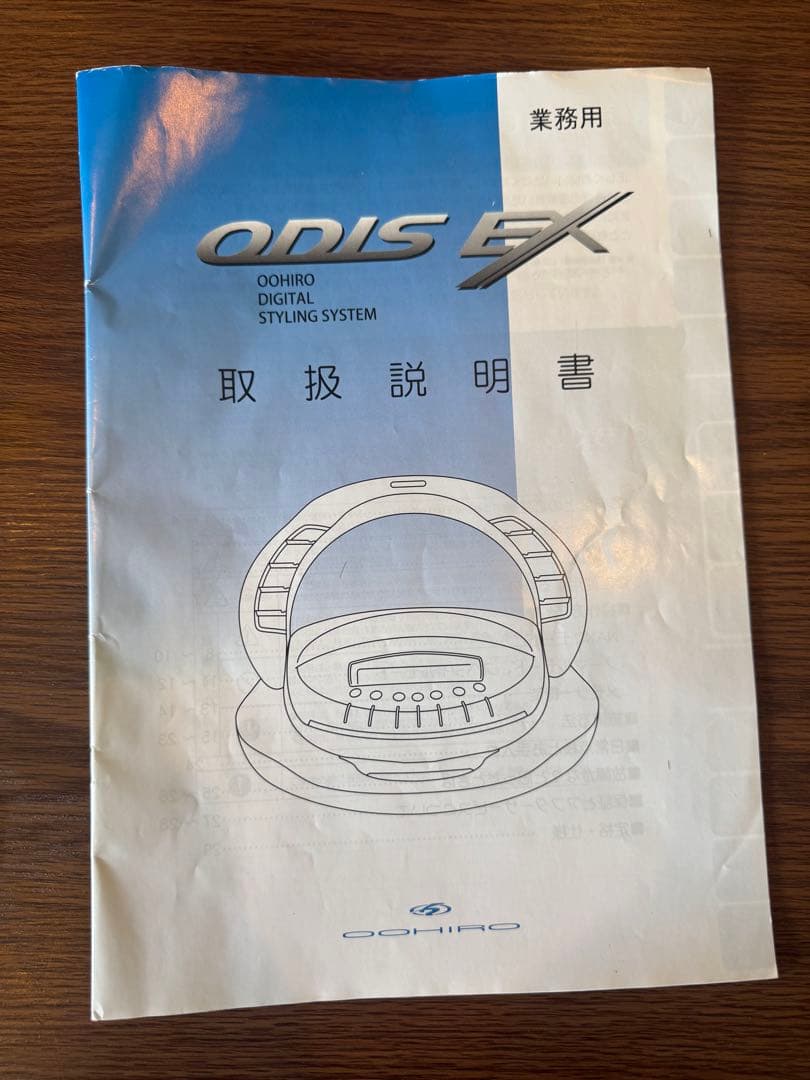 業務用
ODIS EX
OOHIRO
DIGITAL
STYLING SYSTEM
取扱説明書
OOHIRO